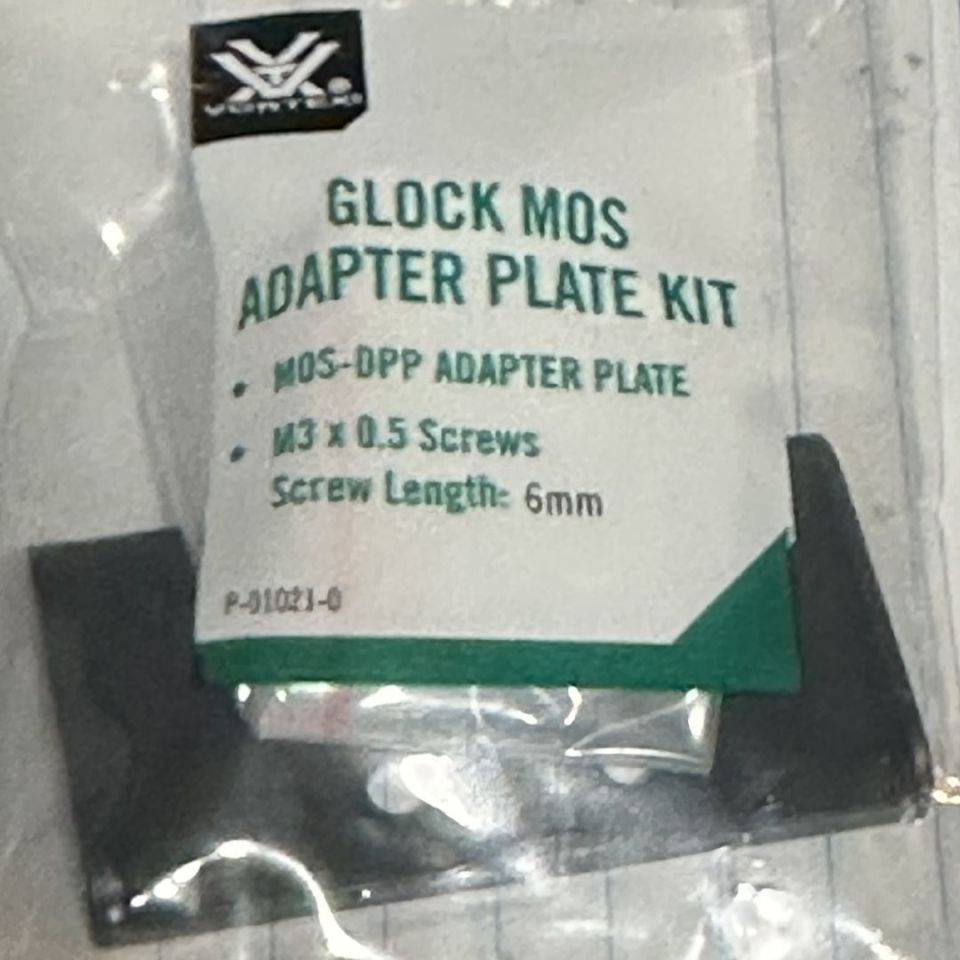 VORTEX®
GLOCK MOS
ADAPTER PLATE KIT
• MOS-DPP ADAPTER PLATE
• M3 x 0.5 Screws
Screw Length: 6mm
P-01021-0